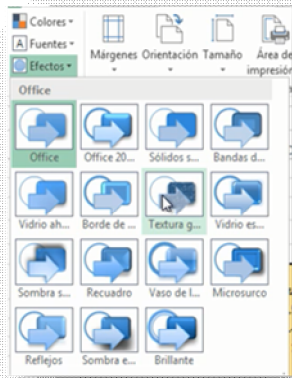 Colores
Fuentes
Efectos
Márgenes Orientación Tamaño Área de
impresión
Office
Office Office 20... Sólidos s... Bandas d...
Vidrio ah... Borde de ... Textura g... Vidrio es...
Sombra s... Recuadro Vaso de l... Microsurco
Reflejos Sombra e... Brillante